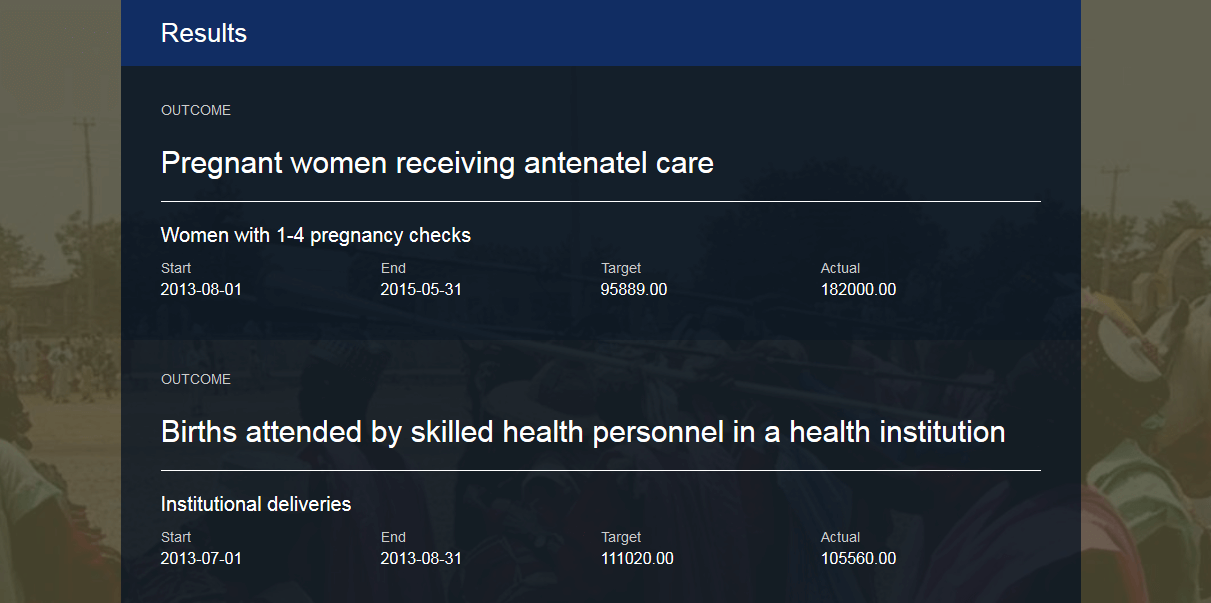 Results
OUTCOME
Pregnant women receiving antenatel care
Women with 1-4 pregnancy checks
Start End Target Actual
2013-08-01 2015-05-31 95889.00 182000.00
OUTCOME
Births attended by skilled health personnel in a health institution
Institutional deliveries
Start End Target Actual
2013-07-01 2013-08-31 111020.00 105560.00